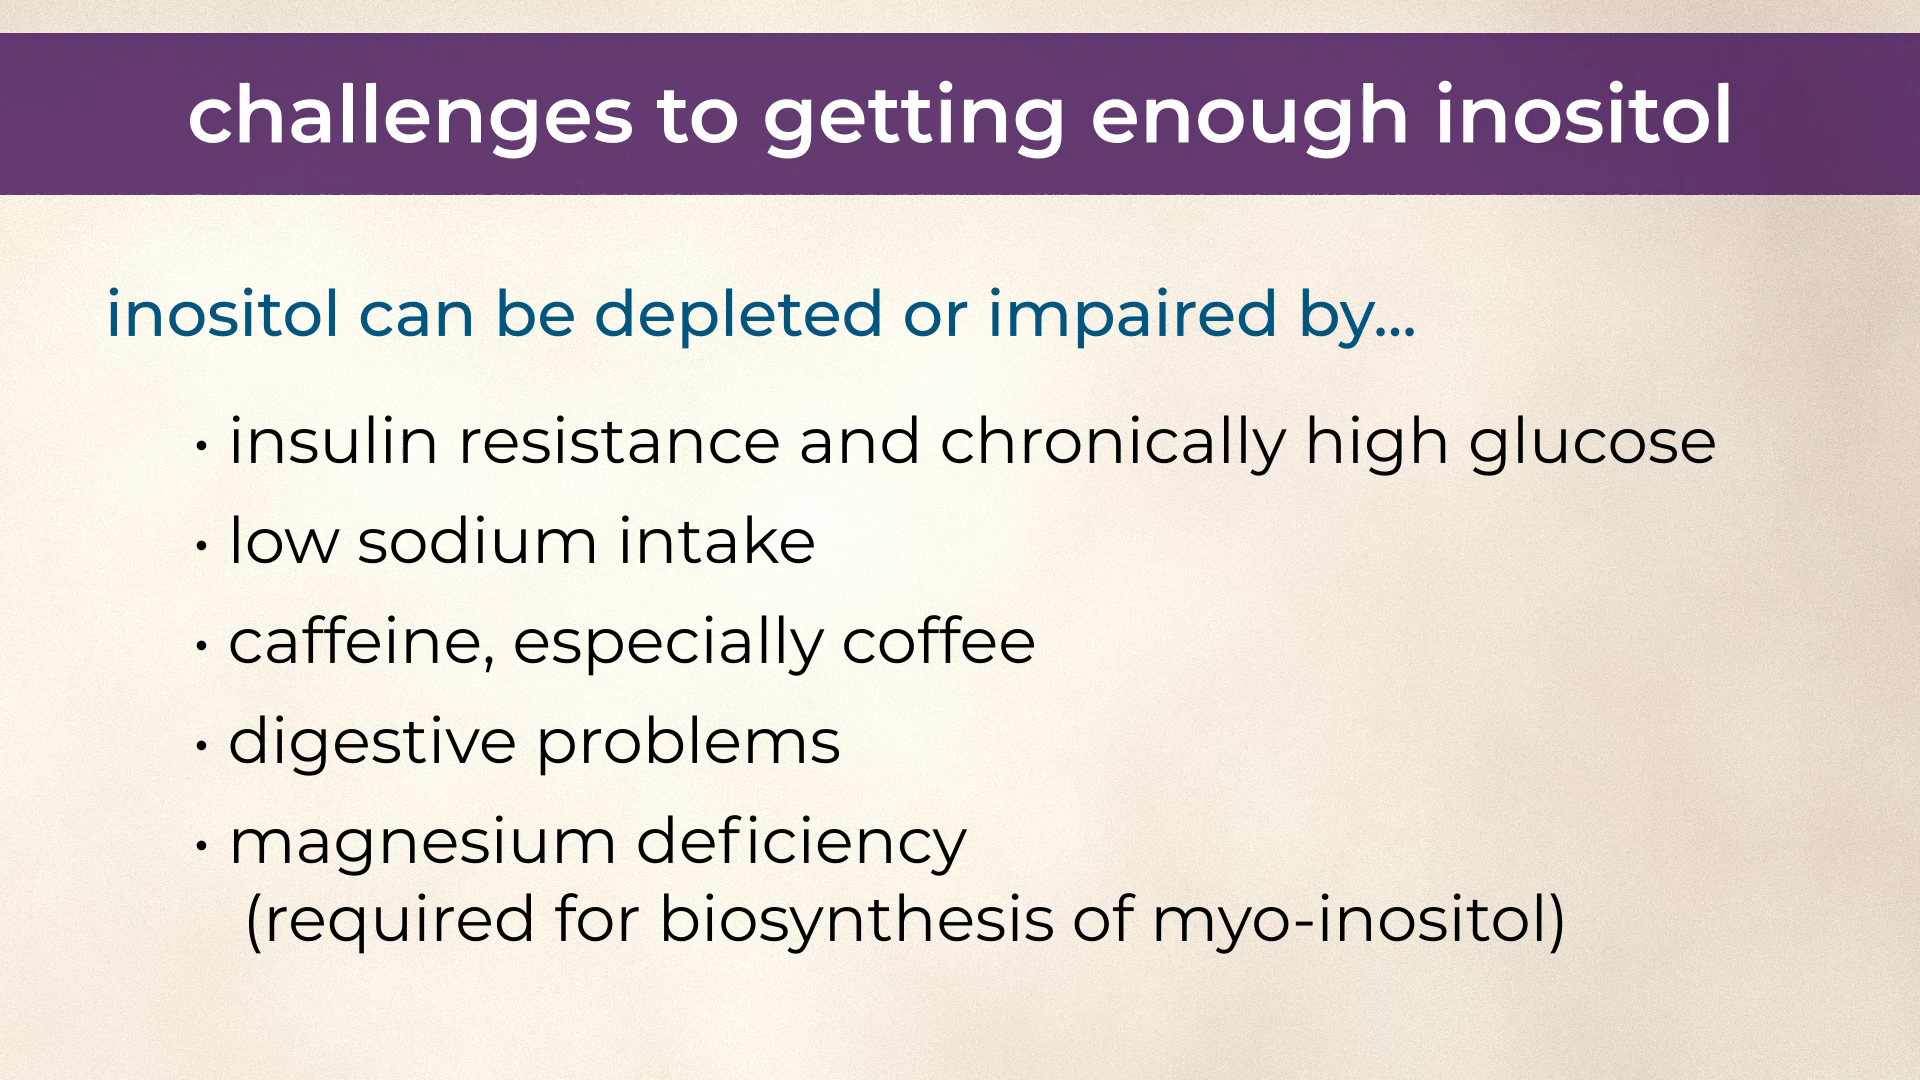 challenges to getting enough inositol
inositol can be depleted or impaired by...
• insulin resistance and chronically high glucose
• low sodium intake
• caffeine, especially coffee
• digestive problems
• magnesium deficiency
(required for biosynthesis of myo-inositol)